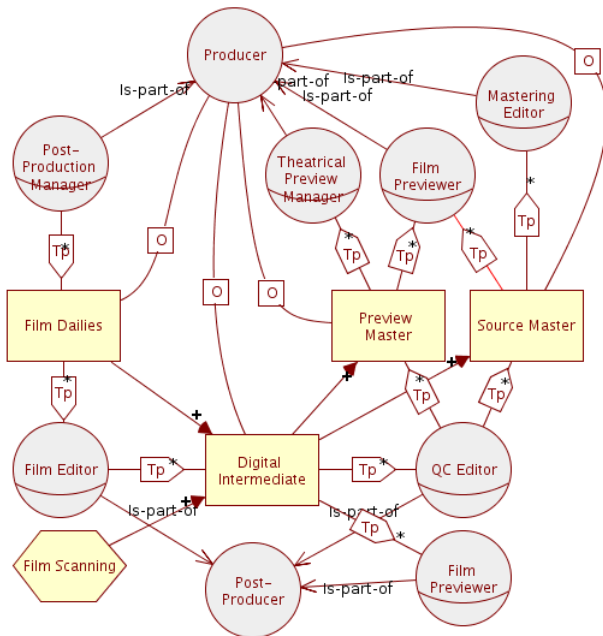 Producer
O
Is-part-of
part-of
Is-part-of
Is-part-of
Mastering
Editor
Post-
Production
Manager
Theatrical
Preview
Manager
Film
Previewer
*
Tp
*
Tp
*
Tp
*
Tp
*
Tp
O
O
O
Film Dailies
Preview
Master
Source Master
+
+
*
Tp
*
Tp
*
Tp
+
Film Editor
Tp
*
Digital
Intermediate
Tp
*
QC Editor
+
Is-part-of
Is-part-of
Tp
*
Film Scanning
Post-
Producer
Is-part-of
Film
Previewer